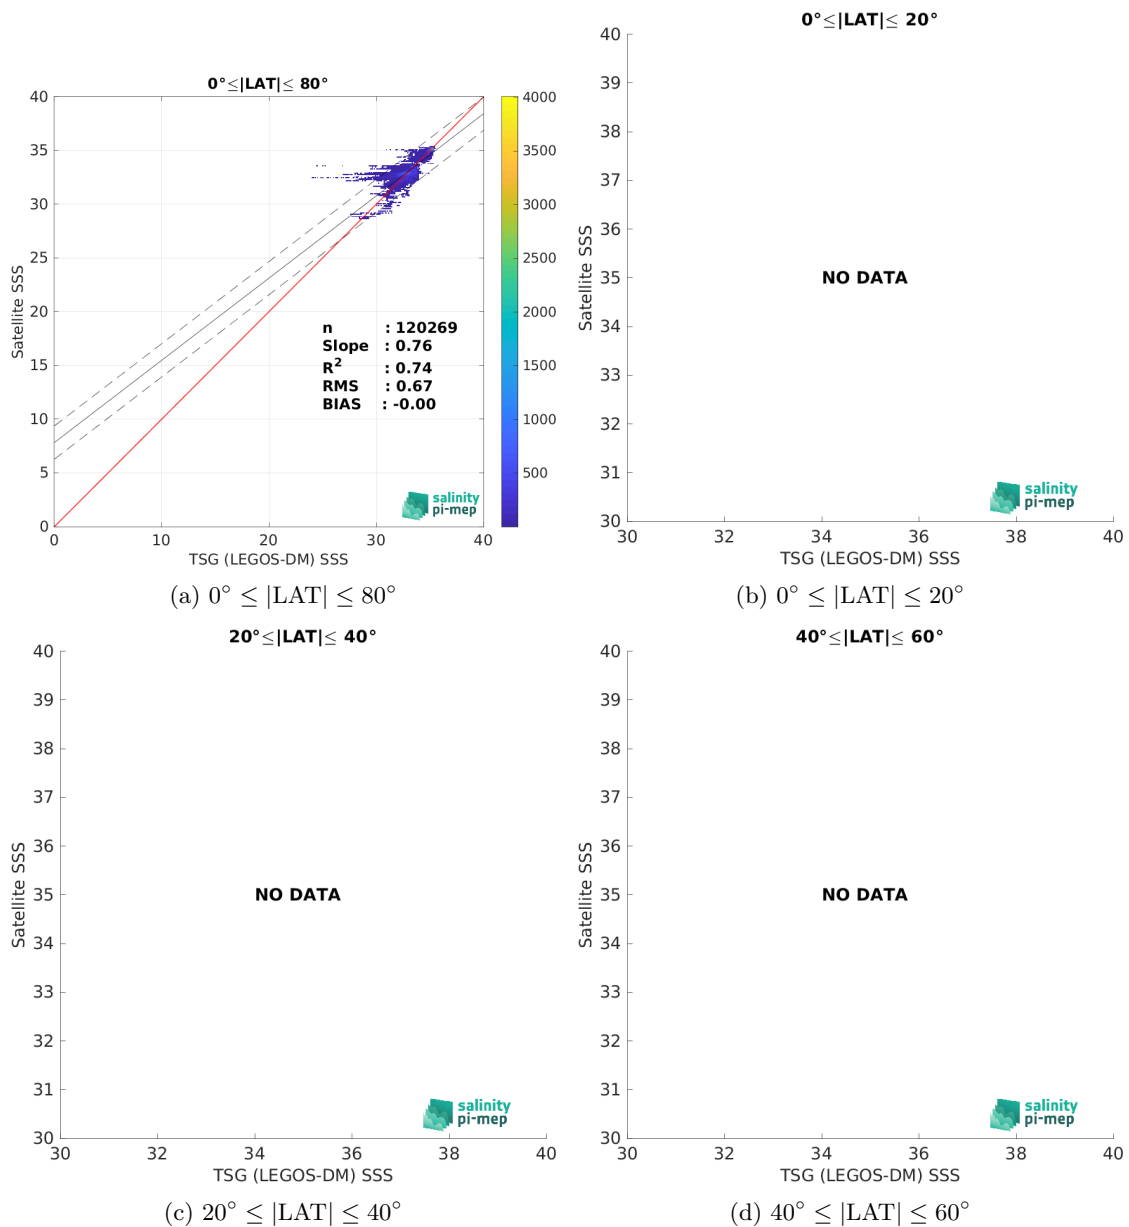 0°≤|LAT|≤ 80°
40
35
30
25
20
15
10
5
0
Satellite SSS
0
10
20
30
40
TSG (LEGOS-DM) SSS
4000
3500
3000
2500
2000
1500
1000
500
n : 120269
Slope : 0.76
R² : 0.74
RMS : 0.67
BIAS : -0.00
salinity
pi-mep
(a) 0° ≤ |LAT| ≤ 80°
0°≤|LAT|≤ 20°
40
39
38
37
36
35
34
33
32
31
30
Satellite SSS
NO DATA
salinity
pi-mep
30
32
34
36
38
40
TSG (LEGOS-DM) SSS
(b) 0° ≤ |LAT| ≤ 20°
20°≤|LAT|≤ 40°
40
39
38
37
36
35
34
33
32
31
30
Satellite SSS
NO DATA
salinity
pi-mep
30
32
34
36
38
40
TSG (LEGOS-DM) SSS
(c) 20° ≤ |LAT| ≤ 40°
40°≤|LAT|≤ 60°
40
39
38
37
36
35
34
33
32
31
30
Satellite SSS
NO DATA
salinity
pi-mep
30
32
34
36
38
40
TSG (LEGOS-DM) SSS
(d) 40° ≤ |LAT| ≤ 60°